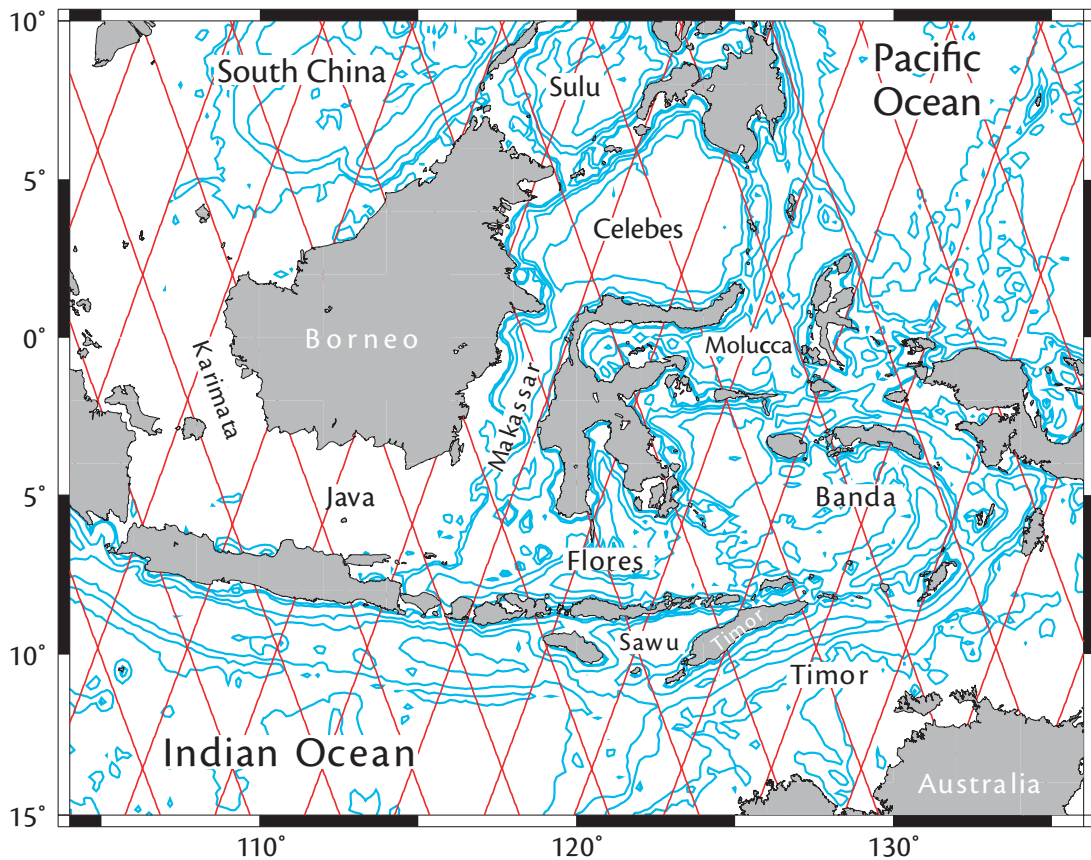 10°
South China
Sulu
Pacific
Ocean
5°
Celebes
0°
Borneo
Molucca
Karimata
Makassar
5°
Java
Banda
Flores
Timor
Sawu
10°
Timor
Indian Ocean
Australia
15°
110°
120°
130°